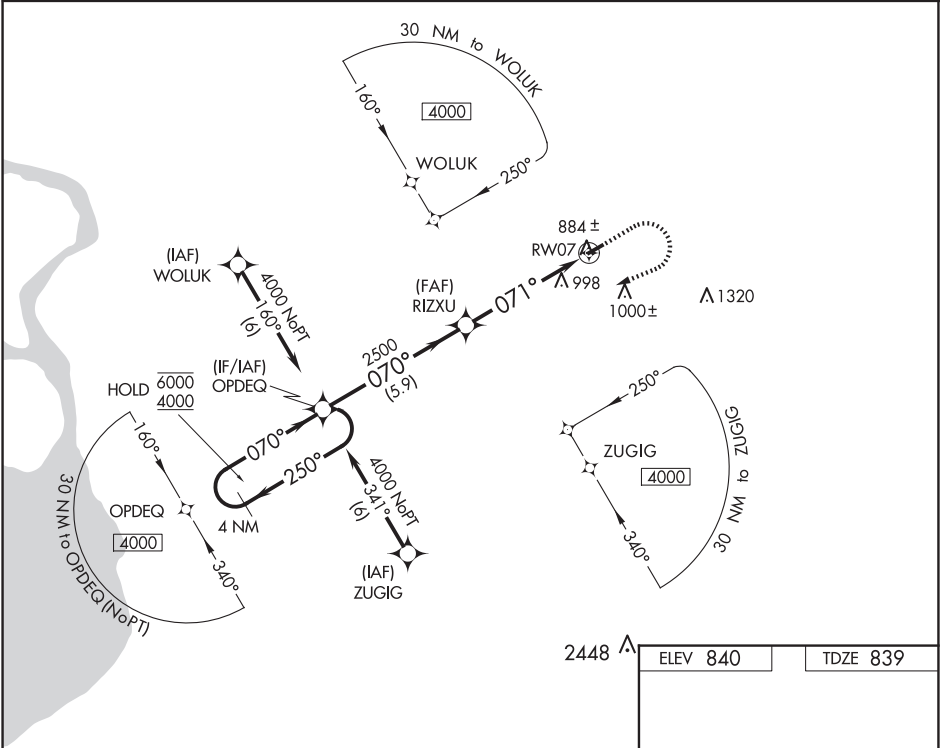 30 NM to WOLUK
160°
4000
WOLUK
250°
884 ±
RW07
998
1000 ±
1320
(IAF)
WOLUK
4000 NoPT
160°
(6)
(FAF)
RIZXU
071°
2500
070°
(5.9)
(IF/IAF)
OPDEQ
HOLD
6000
4000
070°
250°
4 NM
160°
OPDEQ
4000
340°
30 NM to OPDEQ (NoPT)
4000 NoPT
341°
(6)
(IAF)
ZUGIG
250°
ZUGIG
4000
340°
30 NM to ZUGIG
2448
ELEV 840
TDZE 839